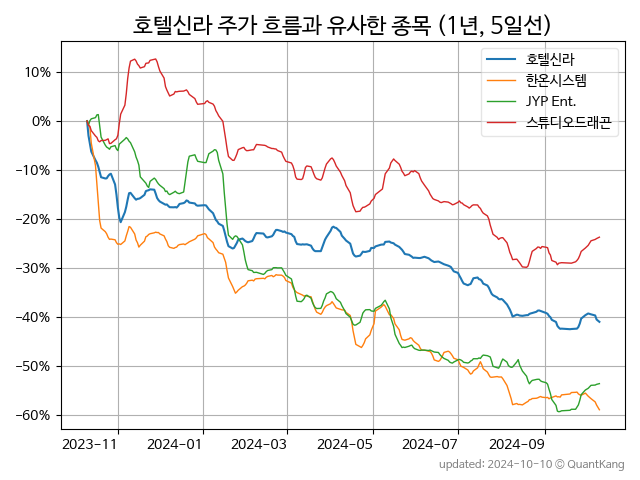 호텔신라 주가 흐름과 유사한 종목 (1년, 5일선)
호텔신라
한온시스템
JYP Ent.
스튜디오드래곤
10%
0%
−10%
−20%
−30%
−40%
−50%
−60%
2023-11
2024-01
2024-03
2024-05
2024-07
2024-09
updated: 2024-10-10 © QuantKang